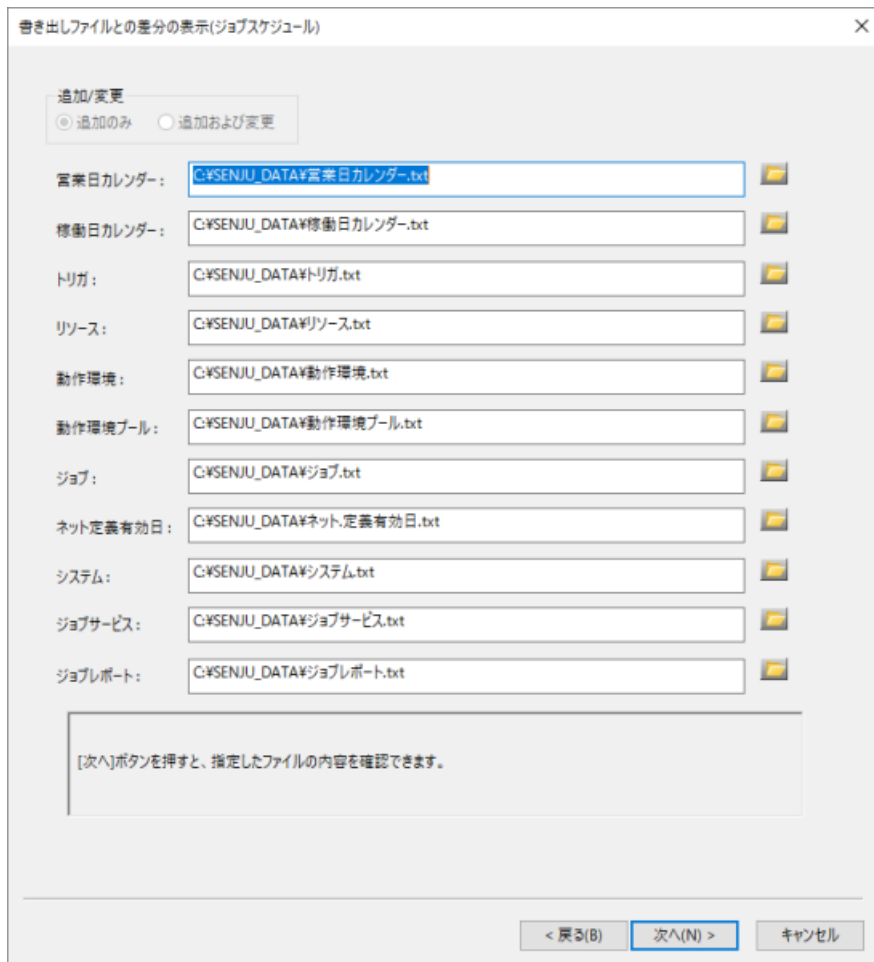 書き出しファイルとの差分の表示(ジョブスケジュール)
追加/変更
追加のみ 追加および変更
営業日カレンダー: C:¥SENJU_DATA¥営業日カレンダー.txt
稼働日カレンダー: C:¥SENJU_DATA¥稼働日カレンダー.txt
トリガ: C:¥SENJU_DATA¥トリガ.txt
リソース: C:¥SENJU_DATA¥リソース.txt
動作環境: C:¥SENJU_DATA¥動作環境.txt
動作環境プール: C:¥SENJU_DATA¥動作環境プール.txt
ジョブ: C:¥SENJU_DATA¥ジョブ.txt
ネット定義有効日: C:¥SENJU_DATA¥ネット.定義有効日.txt
システム: C:¥SENJU_DATA¥システム.txt
ジョブサービス: C:¥SENJU_DATA¥ジョブサービス.txt
ジョブレポート: C:¥SENJU_DATA¥ジョブレポート.txt
[次へ]ボタンを押すと、指定したファイルの内容を確認できます。
< 戻る(B) 次へ(N) > キャンセル